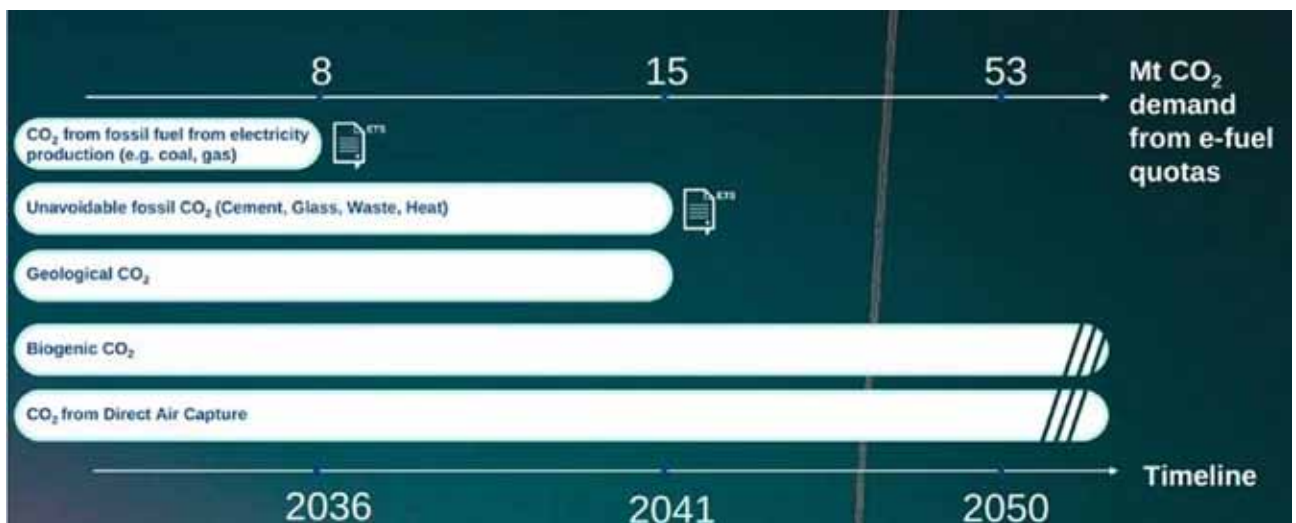 8 15 53
Mt CO₂
demand
from e-fuel
quotas
CO₂ from fossil fuel from electricity
production (e.g. coal, gas)
ETS
Unavoidable fossil CO₂ (Cement, Glass, Waste, Heat)
ETS
Geological CO₂
Biogenic CO₂
CO₂ from Direct Air Capture
Timeline
2036 2041 2050